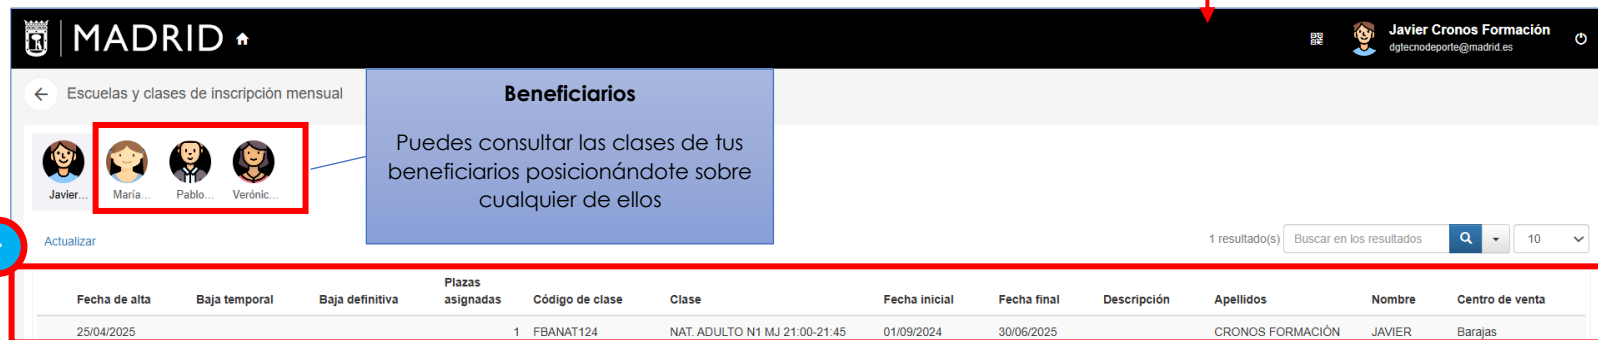 MADRID
Javier Cronos Formación
dgtecnodeporte@madrid.es
Escuelas y clases de inscripción mensual
Beneficiarios
Puedes consultar las clases de tus
beneficiarios posicionándote sobre
cualquier de ellos
Javier... María... Pablo... Verónic...
Actualizar
1 resultado(s) Buscar en los resultados 10
Fecha de alta Baja temporal Baja definitiva Plazas asignadas Código de clase Clase Fecha inicial Fecha final Descripción Apellidos Nombre Centro de venta
25/04/2025 1 FBANAT124 NAT. ADULTO N1 MJ 21:00-21:45 01/09/2024 30/06/2025 CRONOS FORMACIÓN JAVIER Barajas